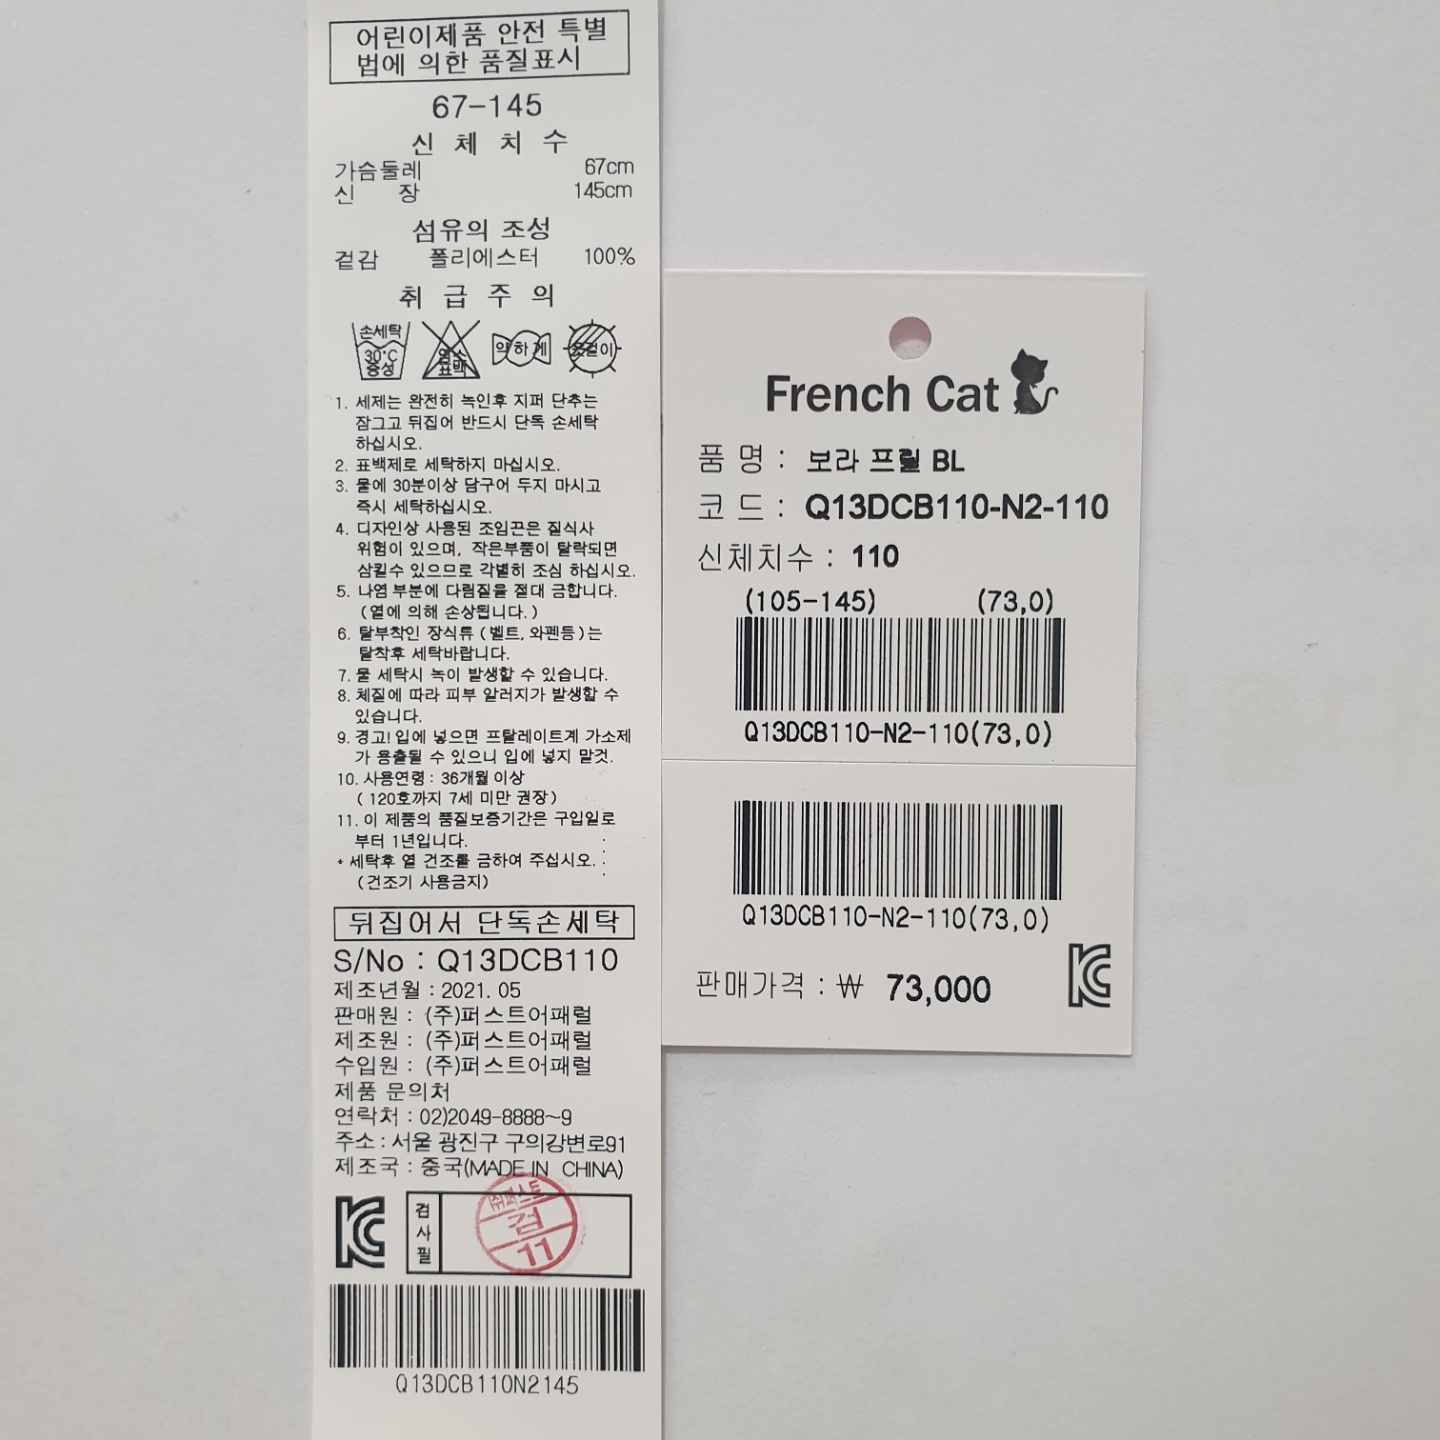 어린이제품 안전 특별
법에 의한 품질표시
67-145
신 체 치 수
가슴둘레 67cm
신 장 145cm
섬유의 조성
겉감 폴리에스터 100%
취 급 주 의
손세탁
30°C
중성
염소
표백
약하게
옷걸이
1. 세제는 완전히 녹인후 지퍼 단추는
잠그고 뒤집어 반드시 단독 손세탁
하십시오.
2. 표백제로 세탁하지 마십시오.
3. 물에 30분이상 담구어 두지 마시고
즉시 세탁하십시오.
4. 디자인상 사용된 조임끈은 질식사
위험이 있으며, 작은부품이 탈락되면
삼킬수 있으므로 각별히 조심 하십시오.
5. 나염 부분에 다림질을 절대 금합니다.
(열에 의해 손상됩니다.)
6. 탈부착인 장식류 (벨트, 와펜등)는
탈착후 세탁바랍니다.
7. 물 세탁시 녹이 발생할 수 있습니다.
8. 체질에 따라 피부 알러지가 발생할 수
있습니다.
9. 경고! 입에 넣으면 프탈레이트계 가소제
가 용출될 수 있으니 입에 넣지 말것.
10. 사용연령 : 36개월 이상
(120호까지 7세 미만 권장)
11. 이 제품의 품질보증기간은 구입일로
부터 1년입니다.
* 세탁후 열 건조를 금하여 주십시오.
(건조기 사용금지)
뒤집어서 단독손세탁
S/No : Q13DCB110
제조년월 : 2021. 05
판매원 : (주)퍼스트어패럴
제조원 : (주)퍼스트어패럴
수입원 : (주)퍼스트어패럴
제품 문의처
연락처 : 02)2049-8888~9
주소 : 서울 광진구 구의강변로91
제조국 : 중국(MADE IN CHINA)
검사필
㈜퍼스트
검
11
Q13DCB110N2145
French Cat
품 명 : 보라 프릴 BL
코 드 : Q13DCB110-N2-110
신체치수 : 110
(105-145) (73,0)
Q13DCB110-N2-110(73,0)
Q13DCB110-N2-110(73,0)
판매가격 : ₩ 73,000